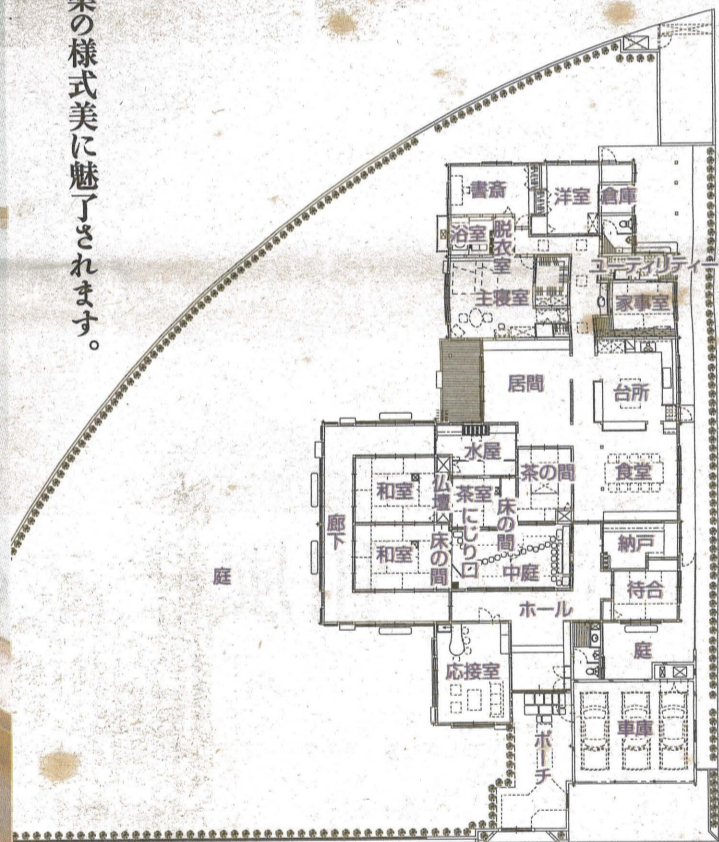 の様式美に魅了されます。
書斎
洋室
倉庫
浴室
脱衣室
ユーティリティー
主寝室
家事室
居間
台所
水屋
茶の間
食堂
和室
仏壇
茶室
床の間
にじり口
廊下
和室
床の間
中庭
納戸
待合
庭
ホール
庭
応接室
車庫
ポーチ